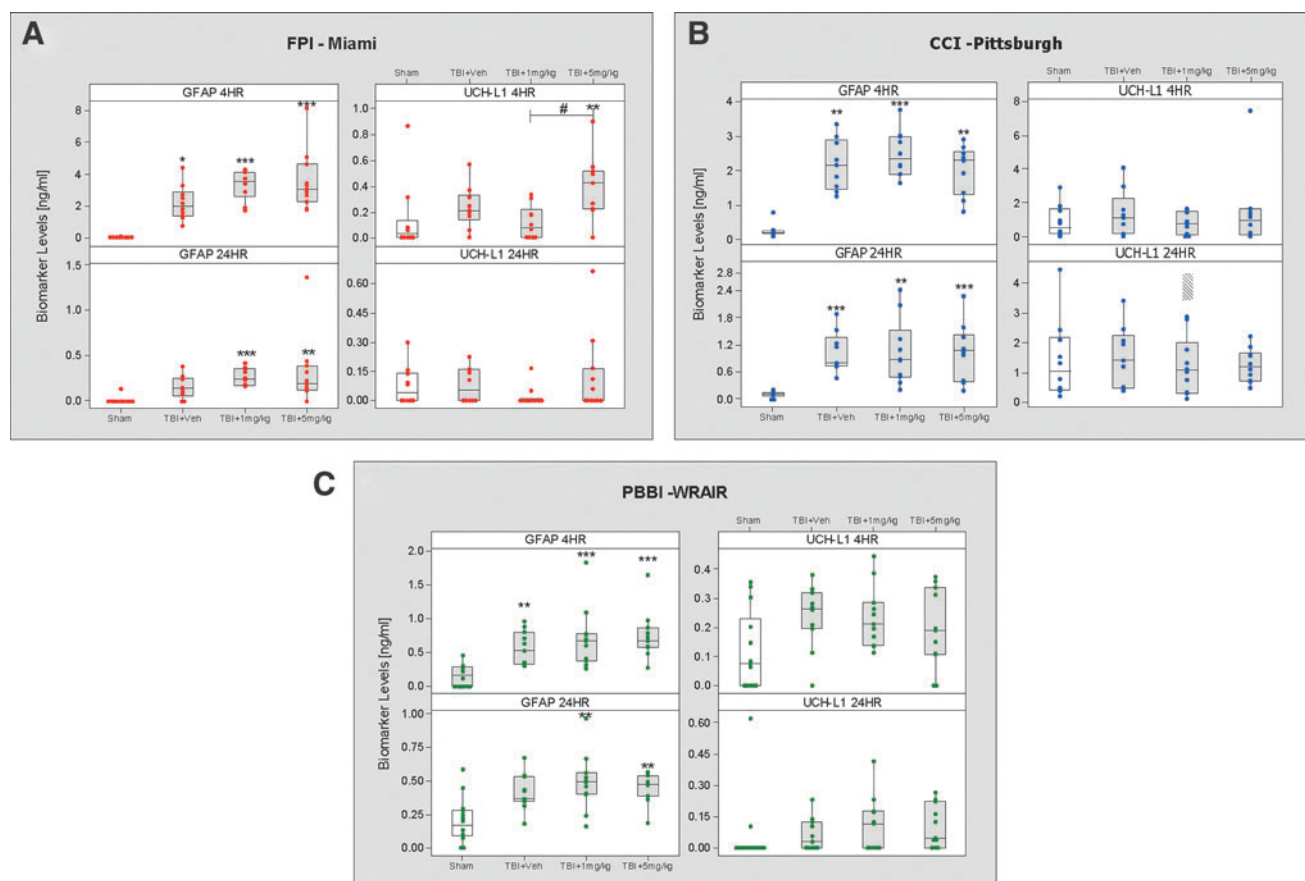 A
FPI - Miami
Sham TBI+Veh TBI+1mg/kg TBI+5mg/kg
GFAP 4HR UCH-L1 4HR
*** # **
* ***
8
6
4
2
0
1.0
0.8
0.6
0.4
0.2
0.0
Biomarker Levels [ng/ml]
GFAP 24HR UCH-L1 24HR
*** **
1.5
1.0
0.5
0.0
0.60
0.45
0.30
0.15
0.00
Sham TBI+Veh TBI+1mg/kg TBI+5mg/kg
B
CCI -Pittsburgh
Sham TBI+Veh TBI+1mg/kg TBI+5mg/kg
GFAP 4HR UCH-L1 4HR
** *** **
4
3
2
1
0
8
6
4
2
0
Biomarker Levels [ng/ml]
GFAP 24HR UCH-L1 24HR
*** ** ***
2.8
2.4
1.8
1.2
0.6
0.0
5
4
3
2
1
0
Sham TBI+Veh TBI+1mg/kg TBI+5mg/kg
C
PBBI -WRAIR
Sham TBI+Veh TBI+1mg/kg TBI+5mg/kg
GFAP 4HR UCH-L1 4HR
** *** ***
2.0
1.5
1.0
0.5
0.0
0.4
0.3
0.2
0.1
0.0
Biomarker Levels [ng/ml]
GFAP 24HR UCH-L1 24HR
** **
1.00
0.75
0.50
0.25
0.00
0.60
0.45
0.30
0.15
0.00
Sham TBI+Veh TBI+1mg/kg TBI+5mg/kg